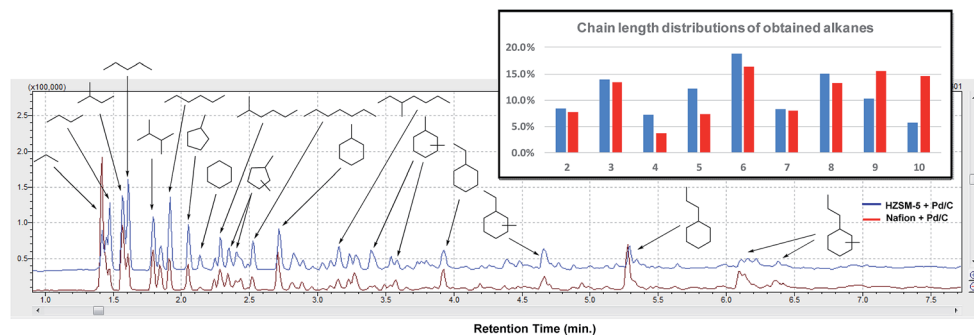 Chain length distributions of obtained alkanes
20.0%
15.0%
10.0%
5.0%
0.0%
2 3 4 5 6 7 8 9 10
(x100,000)
01
2.5
2.0
1.5
1.0
0.5
HZSM-5 + Pd/C
Nafion + Pd/C
1.0 1.5 2.0 2.5 3.0 3.5 4.0 4.5 5.0 5.5 6.0 6.5 7.0 7.5
Retention Time (min.)